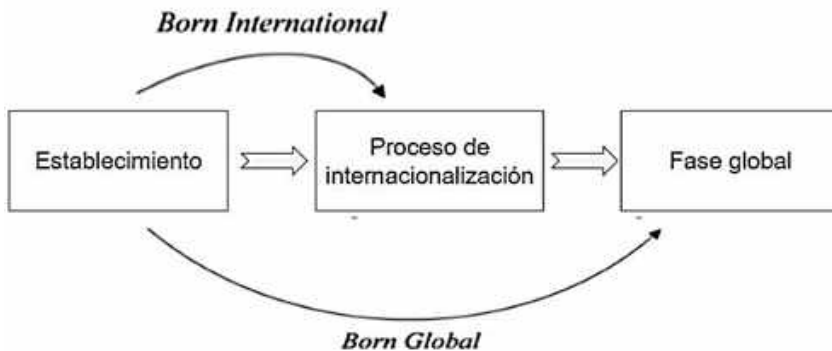 Born International
Establecimiento
Proceso de
internacionalización
Fase global
Born Global